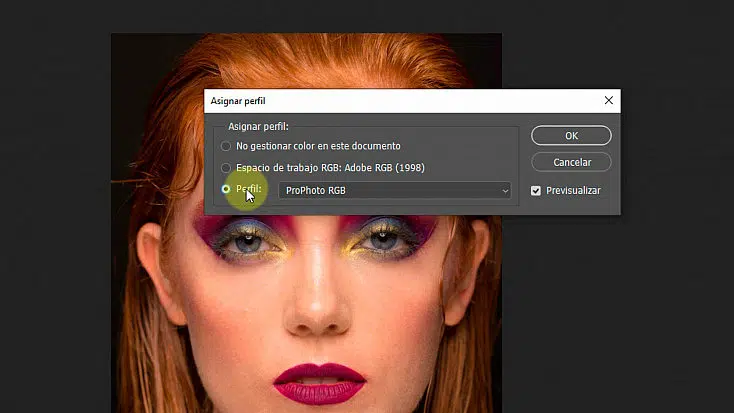 Asignar perfil
Asignar perfil:
No gestionar color en este documento
Espacio de trabajo RGB: Adobe RGB (1998)
Perfil: ProPhoto RGB
OK
Cancelar
Previsualizar